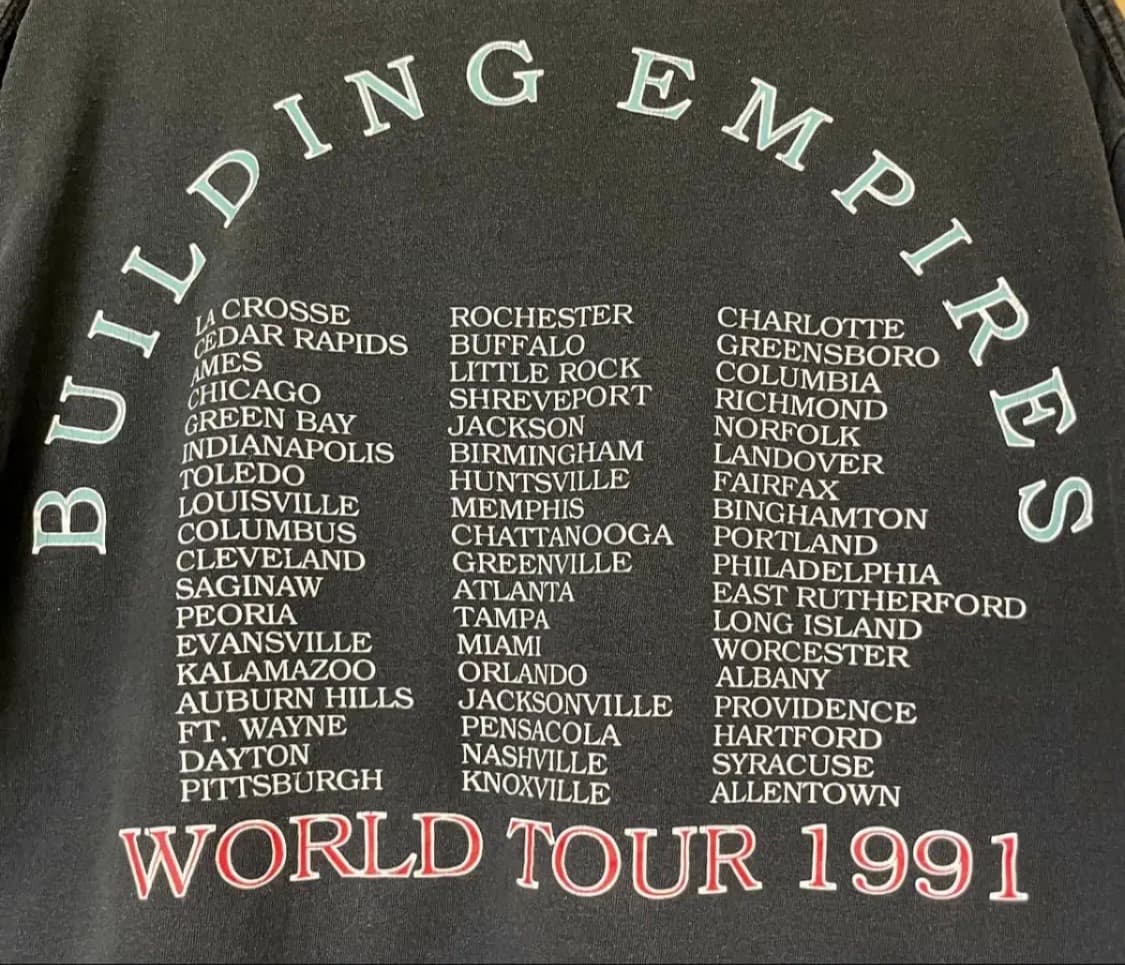 BUILDING EMPIRES
LA CROSSE
CEDAR RAPIDS
AMES
CHICAGO
GREEN BAY
INDIANAPOLIS
TOLEDO
LOUISVILLE
COLUMBUS
CLEVELAND
SAGINAW
PEORIA
EVANSVILLE
KALAMAZOO
AUBURN HILLS
FT. WAYNE
DAYTON
PITTSBURGH
ROCHESTER
BUFFALO
LITTLE ROCK
SHREVEPORT
JACKSON
BIRMINGHAM
HUNTSVILLE
MEMPHIS
CHATTANOOGA
GREENVILLE
ATLANTA
TAMPA
MIAMI
ORLANDO
JACKSONVILLE
PENSACOLA
NASHVILLE
KNOXVILLE
CHARLOTTE
GREENSBORO
COLUMBIA
RICHMOND
NORFOLK
LANDOVER
FAIRFAX
BINGHAMTON
PORTLAND
PHILADELPHIA
EAST RUTHERFORD
LONG ISLAND
WORCESTER
ALBANY
PROVIDENCE
HARTFORD
SYRACUSE
ALLENTOWN
WORLD TOUR 1991